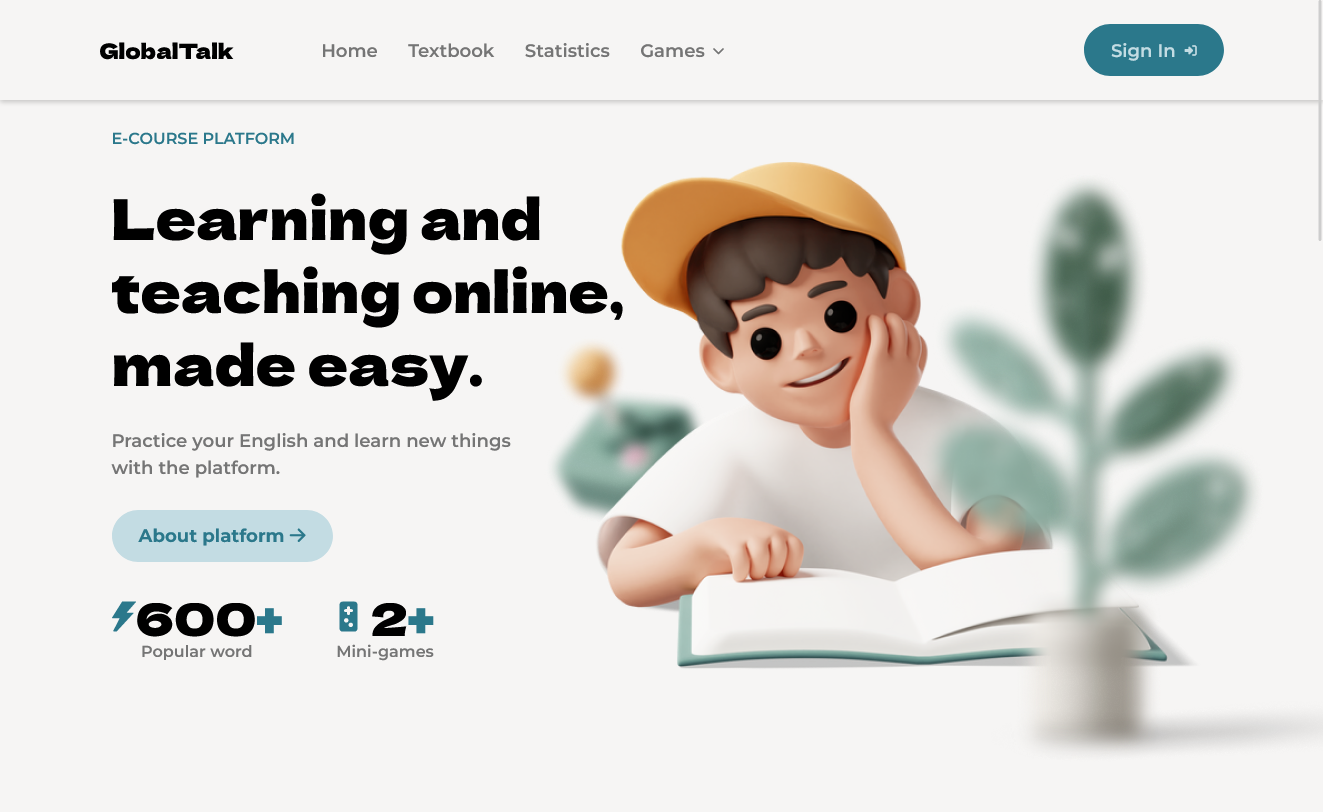 GlobalTalk
Home Textbook Statistics Games
Sign In
E-COURSE PLATFORM
Learning and
teaching online,
made easy.
Practice your English and learn new things
with the platform.
About platform →
600+ 2+
Popular word Mini-games